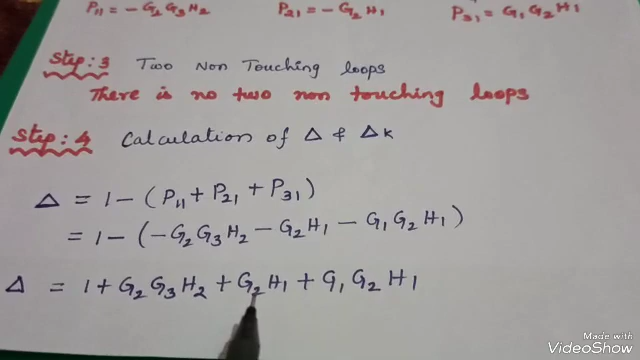 P₁₁ = - G₂ G₃ H₂ P₂₁ = - G₂ H₁ P₃₁ = G₁ G₂ H₁
Step: 3 Two Non Touching loops
There is no two non touching loops
Step: 4 Calculation of Δ & Δk
Δ = 1 - (P₁₁ + P₂₁ + P₃₁)
= 1 - (- G₂ G₃ H₂ - G₂ H₁ - G₁ G₂ H₁)
Δ = 1 + G₂ G₃ H₂ + G₂ H₁ + G₁ G₂ H₁
Made with
VideoShow